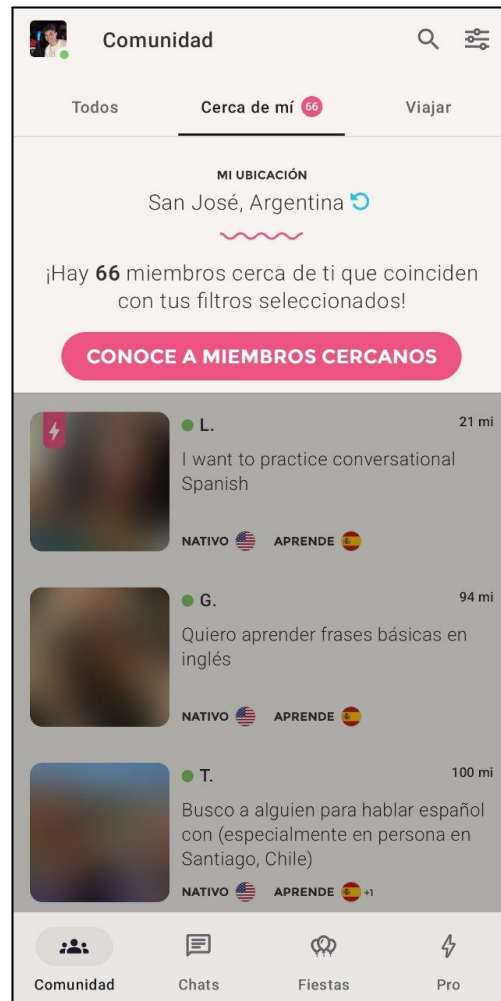 Comunidad
Todos
Cerca de mí 66
Viajar
MI UBICACIÓN
San José, Argentina
¡Hay 66 miembros cerca de ti que coinciden
con tus filtros seleccionados!
CONOCE A MIEMBROS CERCANOS
L.
21 mi
I want to practice conversational
Spanish
NATIVO APRENDE
G.
94 mi
Quiero aprender frases básicas en
inglés
NATIVO APRENDE
T.
100 mi
Busco a alguien para hablar español
con (especialmente en persona en
Santiago, Chile)
NATIVO APRENDE +1
Comunidad
Chats
Fiestas
Pro